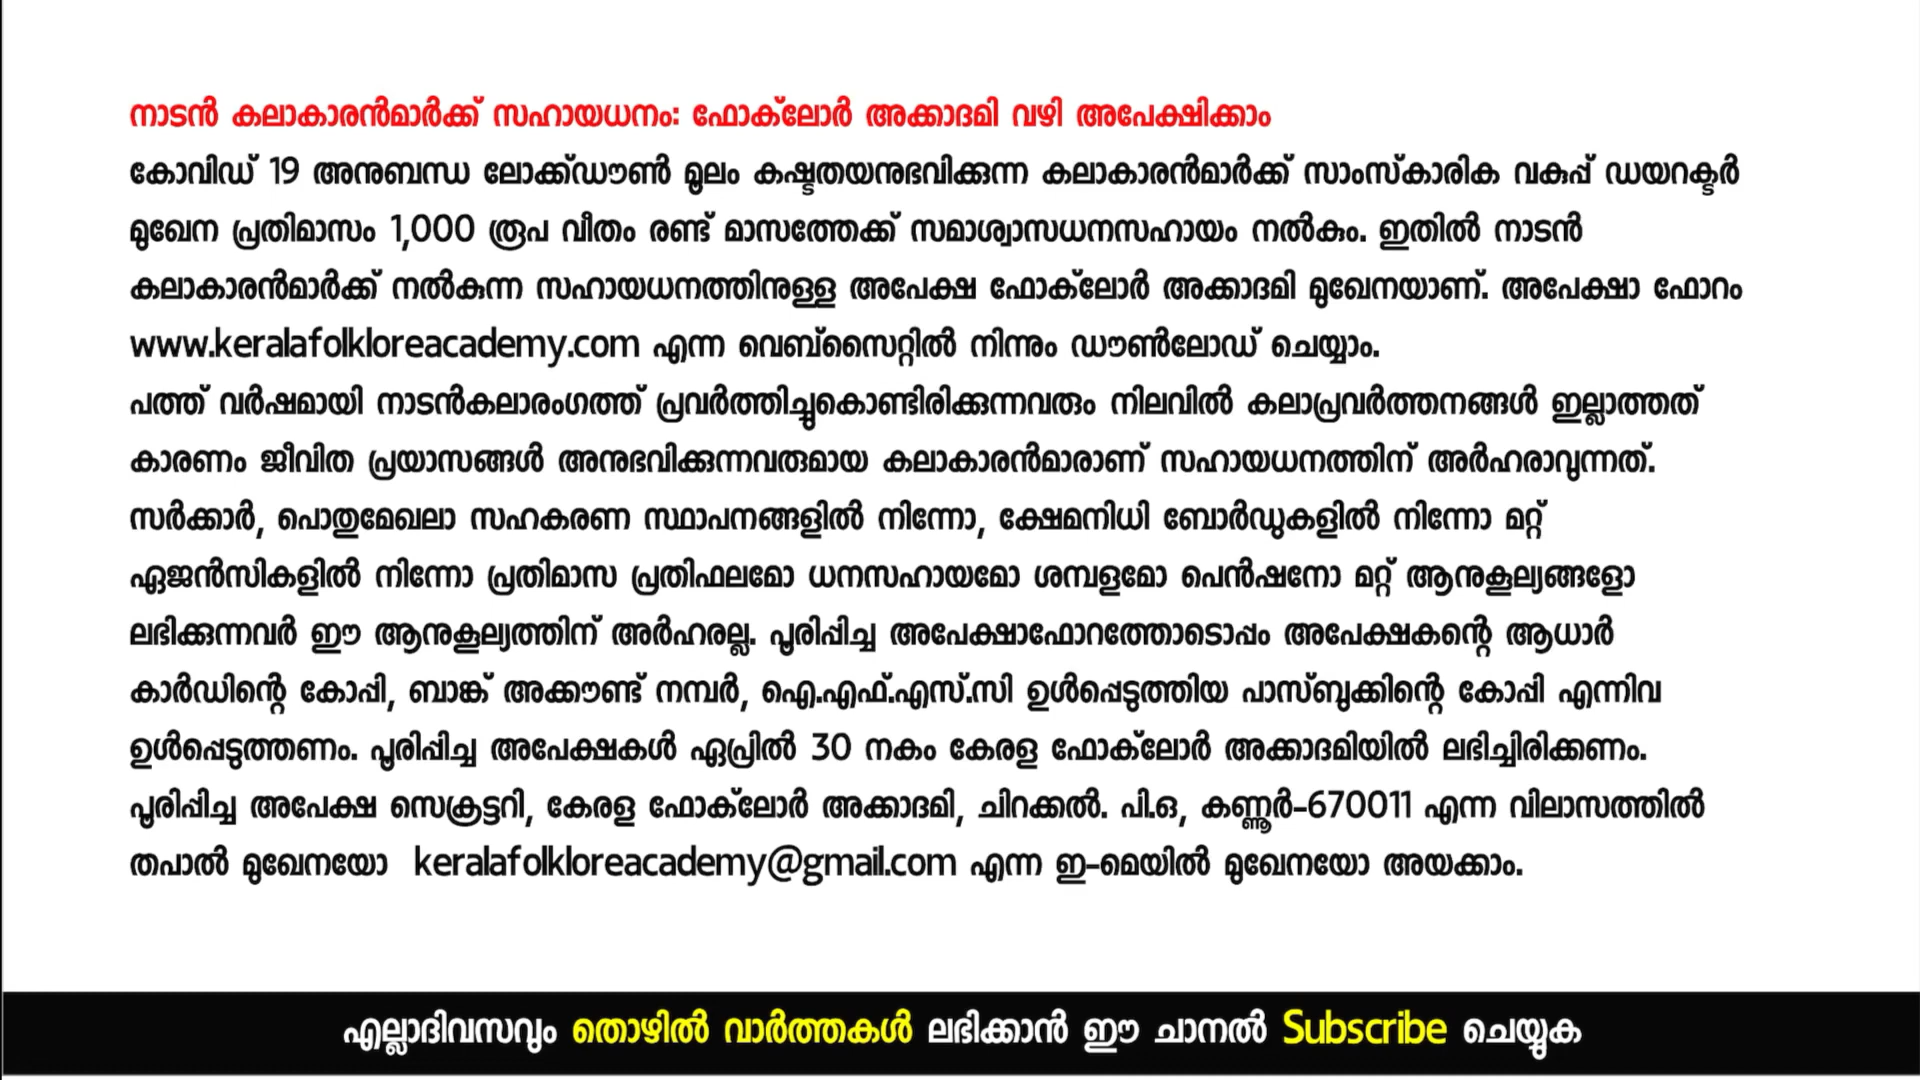 നാടൻ കലാകാരൻമാർക്ക് സഹായധനം: ഫോക്‌ലോർ അക്കാദമി വഴി അപേക്ഷിക്കാം
കോവിഡ് 19 അനുബന്ധ ലോക്ക്ഡൗൺ മൂലം കഷ്ടതയനുഭവിക്കുന്ന കലാകാരൻമാർക്ക് സാംസ്കാരിക വകുപ്പ് ഡയറക്ടർ
മുഖേന പ്രതിമാസം 1,000 രൂപ വീതം രണ്ട് മാസത്തേക്ക് സമാശ്വാസധനസഹായം നൽകും. ഇതിൽ നാടൻ
കലാകാരൻമാർക്ക് നൽകുന്ന സഹായധനത്തിനുള്ള അപേക്ഷ ഫോക്‌ലോർ അക്കാദമി മുഖേനയാണ്. അപേക്ഷാ ഫോറം
www.keralafolkloreacademy.com എന്ന വെബ്സൈറ്റിൽ നിന്നും ഡൗൺലോഡ് ചെയ്യാം.
പത്ത് വർഷമായി നാടൻകലാരംഗത്ത് പ്രവർത്തിച്ചുകൊണ്ടിരിക്കുന്നവരും നിലവിൽ കലാപ്രവർത്തനങ്ങൾ ഇല്ലാത്തത്
കാരണം ജീവിത പ്രയാസങ്ങൾ അനുഭവിക്കുന്നവരുമായ കലാകാരൻമാരാണ് സഹായധനത്തിന് അർഹരാവുന്നത്.
സർക്കാർ, പൊതുമേഖലാ സഹകരണ സ്ഥാപനങ്ങളിൽ നിന്നോ, ക്ഷേമനിധി ബോർഡുകളിൽ നിന്നോ മറ്റ്
ഏജൻസികളിൽ നിന്നോ പ്രതിമാസ പ്രതിഫലമോ ധനസഹായമോ ശമ്പളമോ പെൻഷനോ മറ്റ് ആനുകൂല്യങ്ങളോ
ലഭിക്കുന്നവർ ഈ ആനുകൂല്യത്തിന് അർഹരല്ല. പൂരിപ്പിച്ച അപേക്ഷാഫോറത്തോടൊപ്പം അപേക്ഷകന്റെ ആധാർ
കാർഡിന്റെ കോപ്പി, ബാങ്ക് അക്കൗണ്ട് നമ്പർ, ഐ.എഫ്.എസ്.സി ഉൾപ്പെടുത്തിയ പാസ്ബുക്കിന്റെ കോപ്പി എന്നിവ
ഉൾപ്പെടുത്തണം. പൂരിപ്പിച്ച അപേക്ഷകൾ ഏപ്രിൽ 30 നകം കേരള ഫോക്‌ലോർ അക്കാദമിയിൽ ലഭിച്ചിരിക്കണം.
പൂരിപ്പിച്ച അപേക്ഷ സെക്രട്ടറി, കേരള ഫോക്‌ലോർ അക്കാദമി, ചിറക്കൽ. പി.ഒ, കണ്ണൂർ-670011 എന്ന വിലാസത്തിൽ
തപാൽ മുഖേനയോ keralafolkloreacademy@gmail.com എന്ന ഇ-മെയിൽ മുഖേനയോ അയക്കാം.
എല്ലാദിവസവും തൊഴിൽ വാർത്തകൾ ലഭിക്കാൻ ഈ ചാനൽ Subscribe ചെയ്യുക